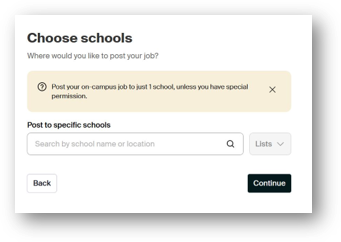 Choose schools
Where would you like to post your job?
Post your on-campus job to just 1 school, unless you have special
permission.
Post to specific schools
Search by school name or location
Lists
Back
Continue